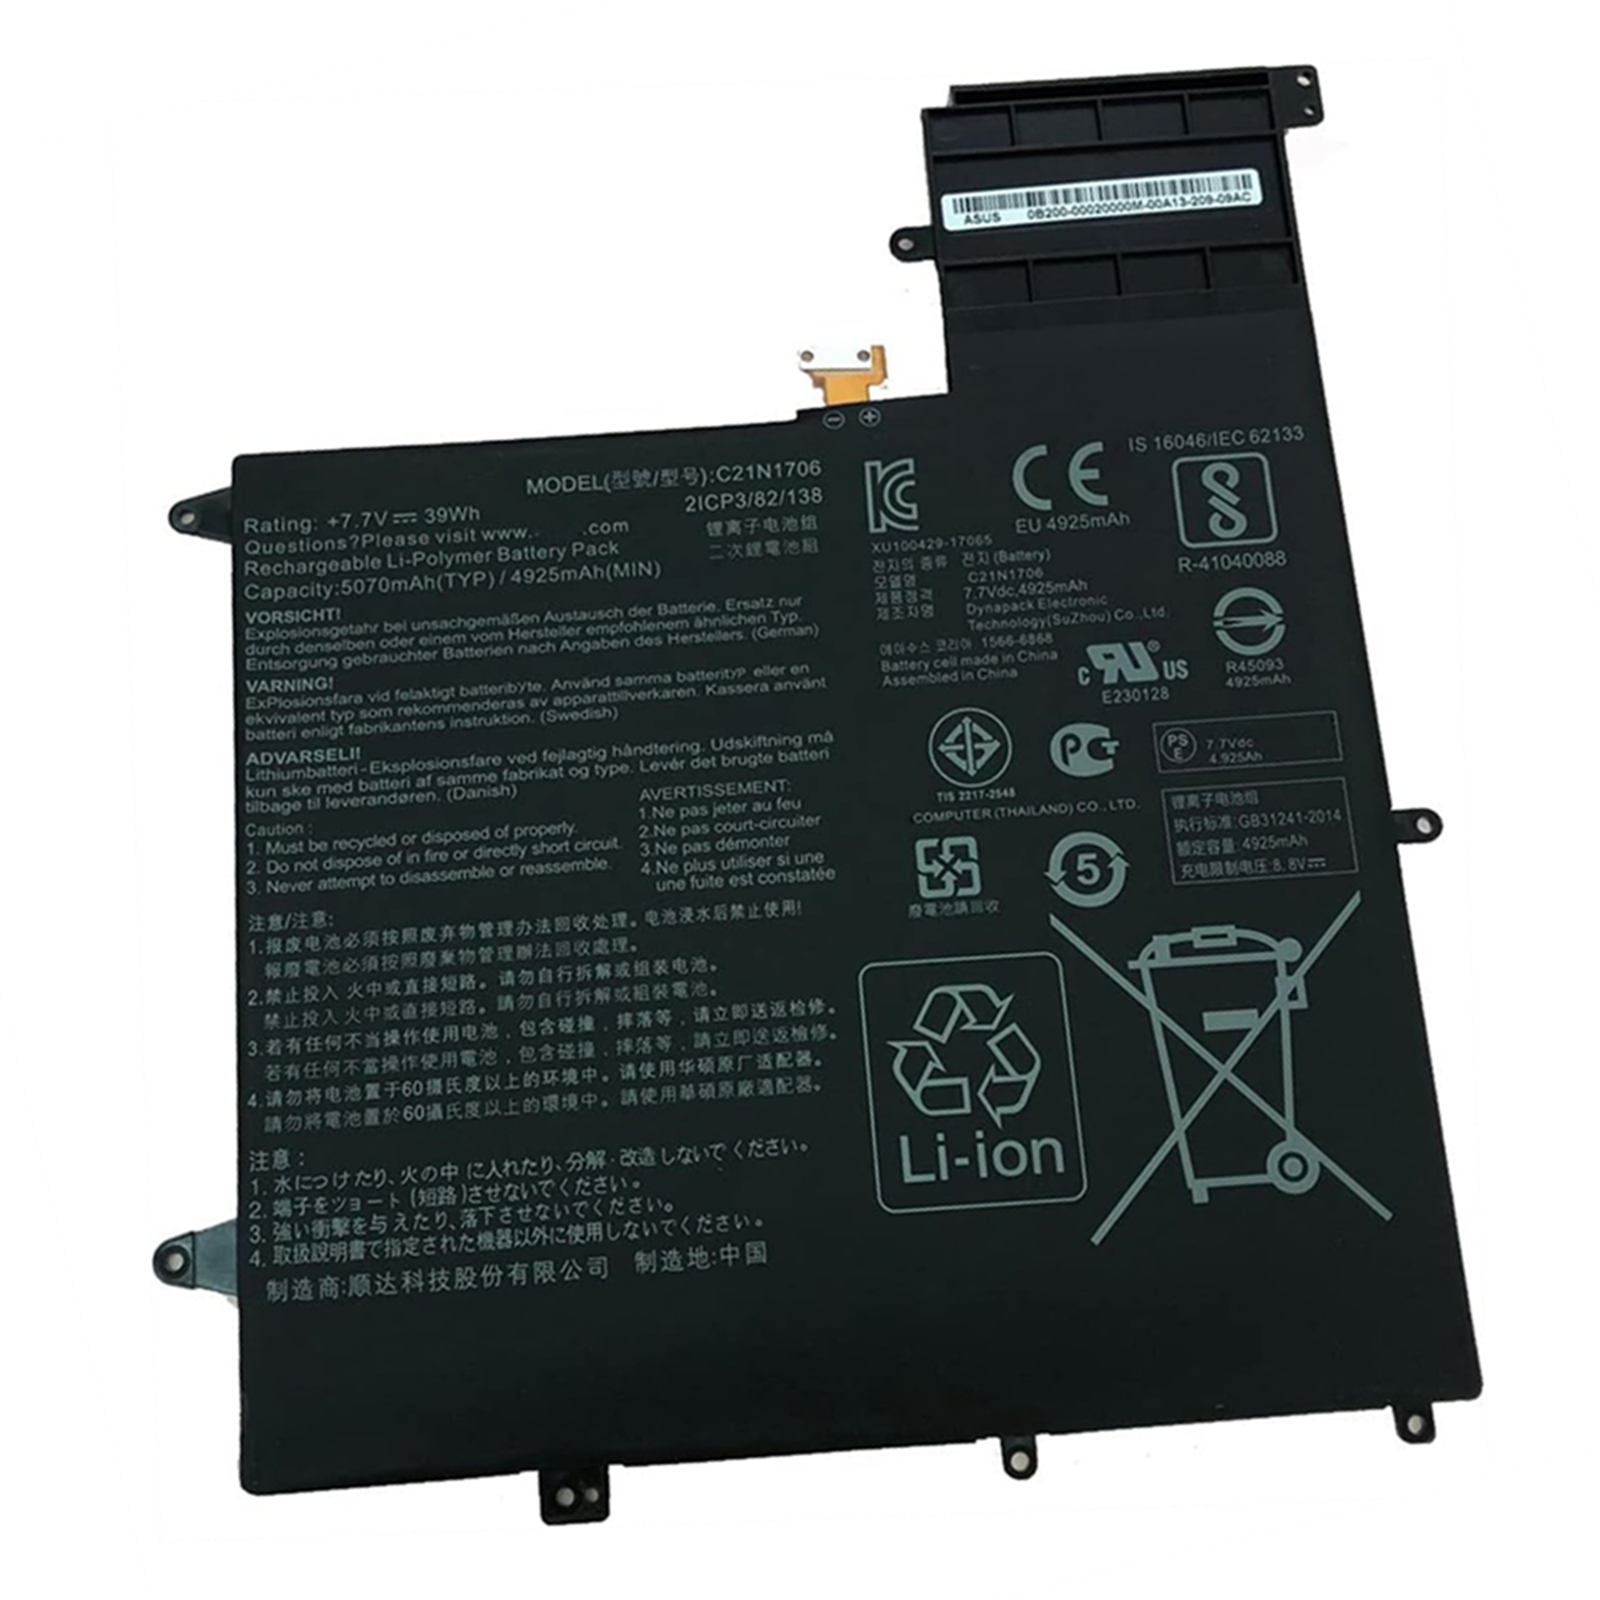 ASUS 0B200-00020000M-00A13-209-09AC
MODEL(型號/型号):C21N1706
2ICP3/82/138
Rating: +7.7V⎓ 39Wh
锂离子电池组
Questions?Please visit www. .com
二次鋰電池組
Rechargeable Li-Polymer Battery Pack
Capacity:5070mAh(TYP) / 4925mAh(MIN)
VORSICHT!
Explosionsgetahr bei unsachgemäßen Austausch der Batterie. Ersatz nur
durch denselben oder einem vom Hersteller empfohlenem ähnlichen Typ.
Entsorgung gebrauchter Batterien nach Angaben des Herstellers. (German)
VARNING!
ExPlosionsfara vid felaktigt batteribyte. Använd samma batterityp eller en
ekvivalent typ som rekommenderas av apparattillverkaren. Kassera använt
batteri enligt fabrikantens instruktion. (Swedish)
ADVARSELI!
Lithiumbatteri-Eksplosionsfare ved fejlagtig håndtering. Udskiftning må
kun ske med batteri af samme fabrikat og type. Levér det brugte batteri
tilbage til leverandøren. (Danish)
Caution :
1. Must be recycled or disposed of properly.
2. Do not dispose of in fire or directly short circuit.
3. Never attempt to disassemble or reassemble.
AVERTISSEMENT:
1.Ne pas jeter au feu
2.Ne pas court-circuiter
3.Ne pas démonter
4.Ne plus utiliser si une
une fuite est constatée
注意/注意:
1.报废电池必须按照废弃物管理办法回收处理。电池浸水后禁止使用!
報廢電池必須按照廢棄物管理辦法回收處理。
2.禁止投入 火中或直接短路。请勿自行拆解或组装电池。
禁止投入 火中或直接短路。請勿自行拆解或組裝電池。
3.若有任何不当操作使用电池，包含碰撞，摔落等，请立即送返检修。
若有任何不當操作使用電池，包含碰撞，摔落等，請立即送返檢修。
4.请勿将电池置于60摄氏度以上的环境中。请使用华硕原厂适配器。
請勿將電池置於60攝氏度以上的環境中。請使用華碩原廠適配器。
注意：
1. 水につけたり、火の中 に入れたり、分解・改造しないでください。
2. 端子をツョート (短路)させないでください。
3. 強い衝擊を与えたり、落下させないでください。
4. 取扱說明書で指定された機器以外に使用しないでください。
制造商:顺达科技股份有限公司 制造地:中国
IS 16046/IEC 62133
CE
EU 4925mAh
R-41040088
XU100429-17065
전지의 종류 전지 (Battery)
모델명 C21N1706
제품정격 7.7Vdc,4925mAh
제조자명 Dynapack Electronic
Technology(SuZhou) Co.,Ltd.
에이수스 코리아 1566-6868
Battery cell made in China
Assembled in China
C US
E230128
R45093
4925mAh
TIS 2217-2548
PS
E
7.7Vdc
4.925Ah
COMPUTER (THAILAND) CO., LTD.
锂离子电池组
执行标准:GB31241-2014
额定容量: 4925mAh
充电限制电压:8.8V⎓
廢電池請回收
5
Li-ion